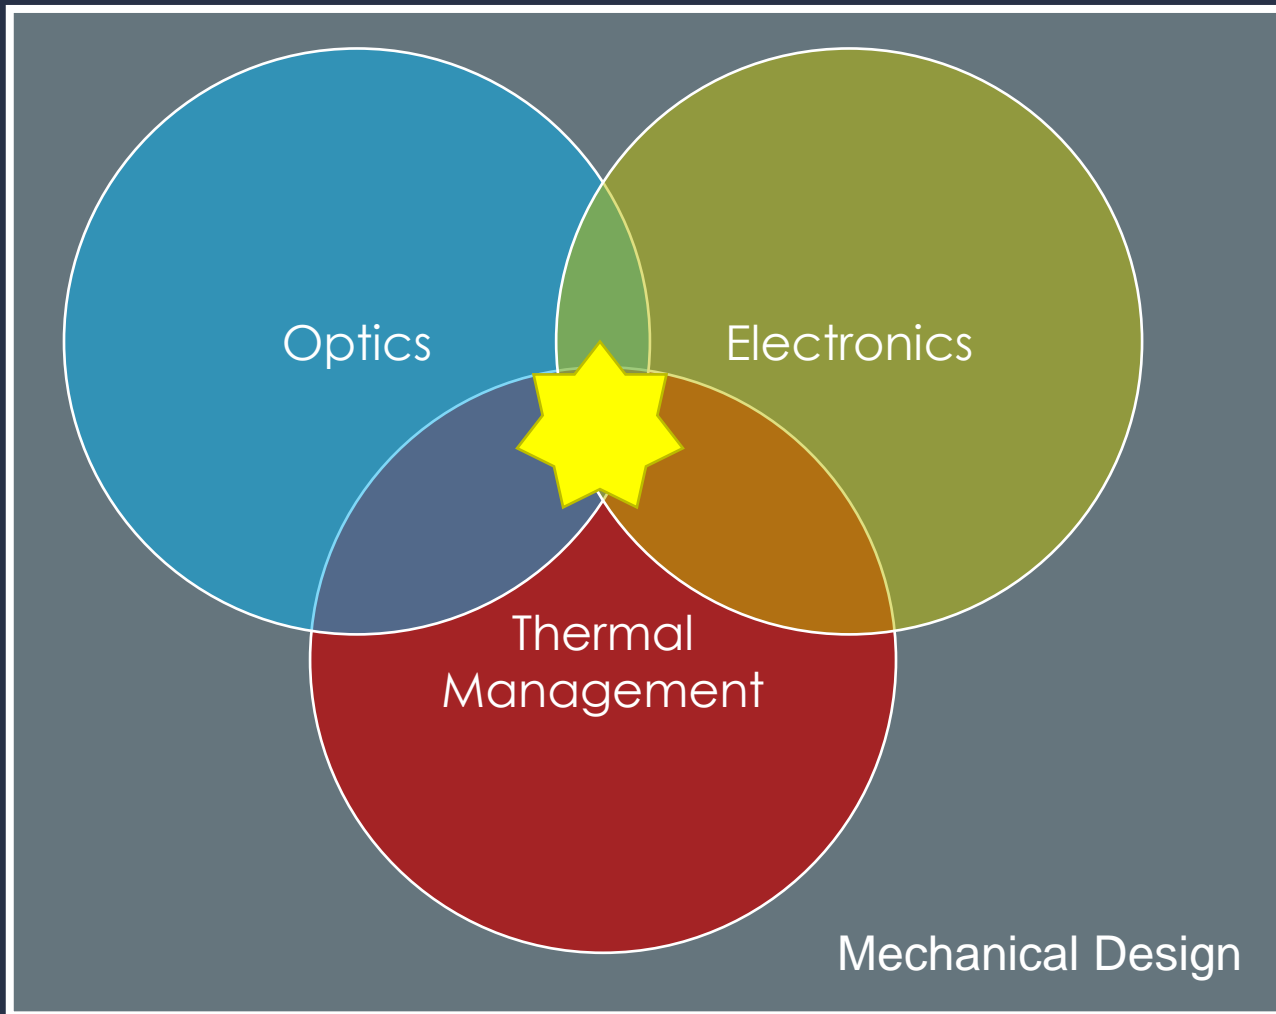 Optics
Electronics
Thermal
Management
Mechanical Design